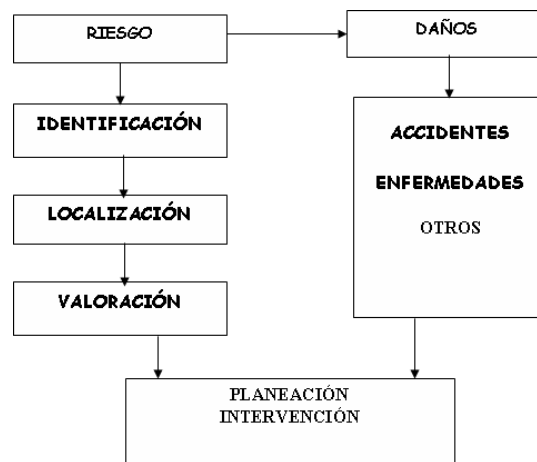 RIESGO
DAÑOS
IDENTIFICACIÓN
LOCALIZACIÓN
VALORACIÓN
ACCIDENTES
ENFERMEDADES
OTROS
PLANEACIÓN
INTERVENCIÓN